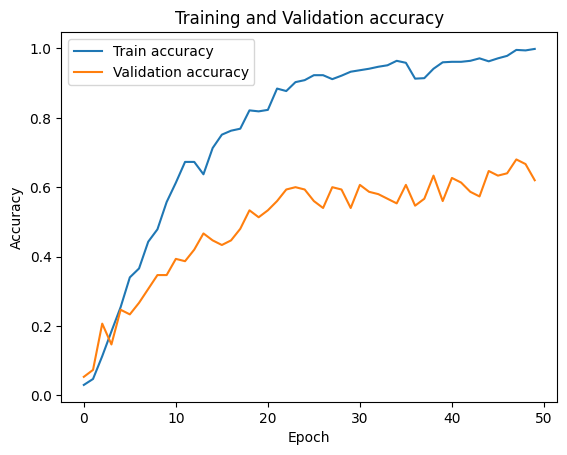 Training and Validation accuracy
Train accuracy
Validation accuracy
1.0
0.8
0.6
0.4
0.2
0.0
Accuracy
0 10 20 30 40 50
Epoch